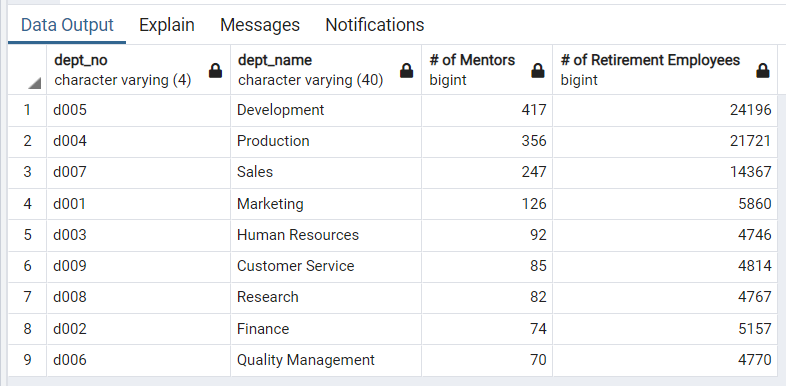 Data Output Explain Messages Notifications
dept_no dept_name # of Mentors # of Retirement Employees
character varying (4) character varying (40) bigint bigint
1 d005 Development 417 24196
2 d004 Production 356 21721
3 d007 Sales 247 14367
4 d001 Marketing 126 5860
5 d003 Human Resources 92 4746
6 d009 Customer Service 85 4814
7 d008 Research 82 4767
8 d002 Finance 74 5157
9 d006 Quality Management 70 4770